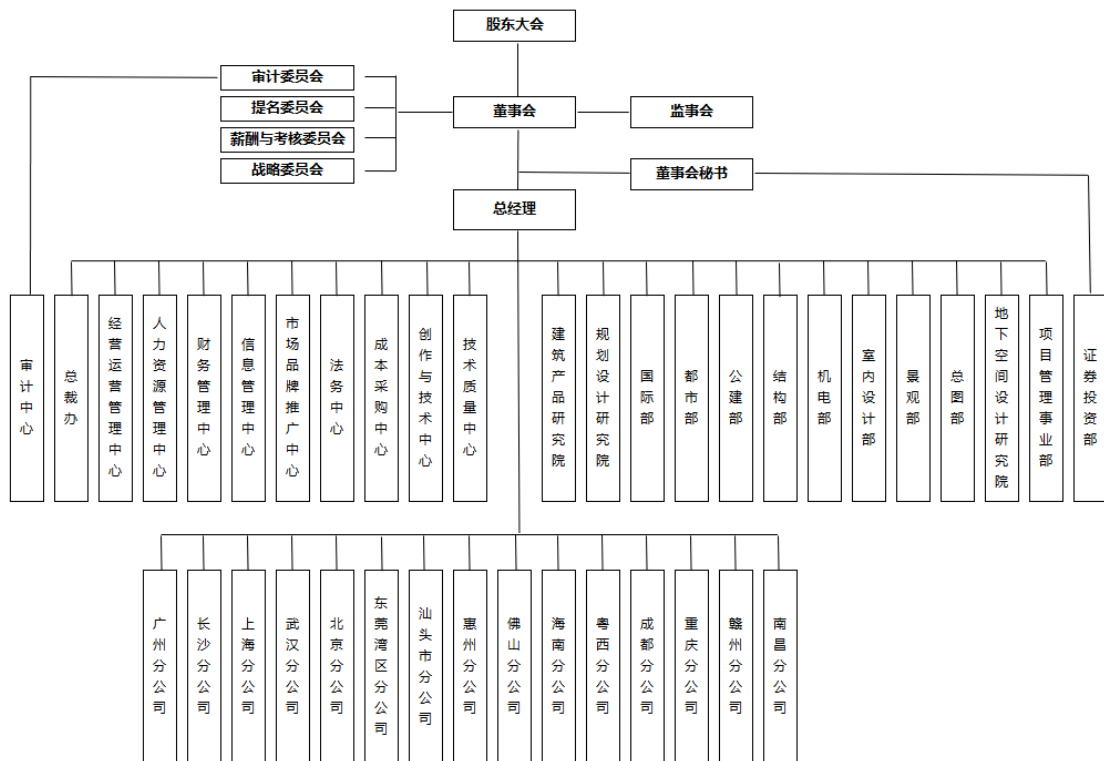 股东大会
审计委员会
提名委员会
董事会
监事会
薪酬与考核委员会
战略委员会
董事会秘书
总经理
审计中心
总裁办
经营运营管理中心
人力资源管理中心
财务管理中心
信息管理中心
市场品牌推广中心
法务中心
成本采购中心
创作与技术中心
技术质量中心
建筑产品研究院
规划设计研究院
国际部
都市部
公建部
结构部
机电部
室内设计部
景观部
总图部
地下空间设计研究院
项目管理事业部
证券投资部
广州分公司
长沙分公司
上海分公司
武汉分公司
北京分公司
东莞湾区分公司
汕头市分公司
惠州分公司
佛山分公司
海南分公司
粤西分公司
成都分公司
重庆分公司
赣州分公司
南昌分公司